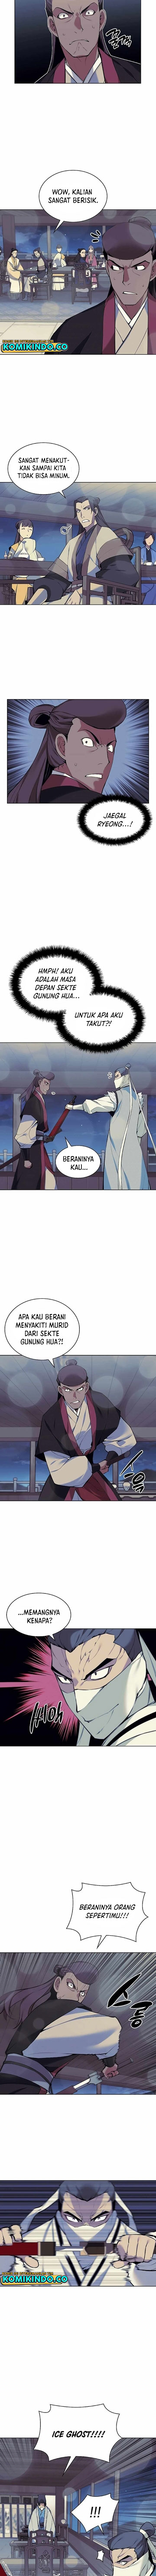 WOW, KALIAN
SANGAT BERISIK.
KOMIKINDO.CO
SANGAT MENAKUT-
KAN SAMPAI KITA
TIDAK BISA MINUM.
JAEGAL
RYEONG...!
HMPH! AKU
ADALAH MASA
DEPAN SEKTE
GUNUNG HUA...
UNTUK APA AKU
TAKUT?!
BERANINYA
KAU...
APA KAU BERANI
MENYAKITI MURID
DARI SEKTE
GUNUNG HUA?!
...MEMANGNYA
KENAPA?
BERANINYA ORANG
SEPERTIMU!!!
KOMIKINDO.CO
ICE GHOST!!!!
!!!